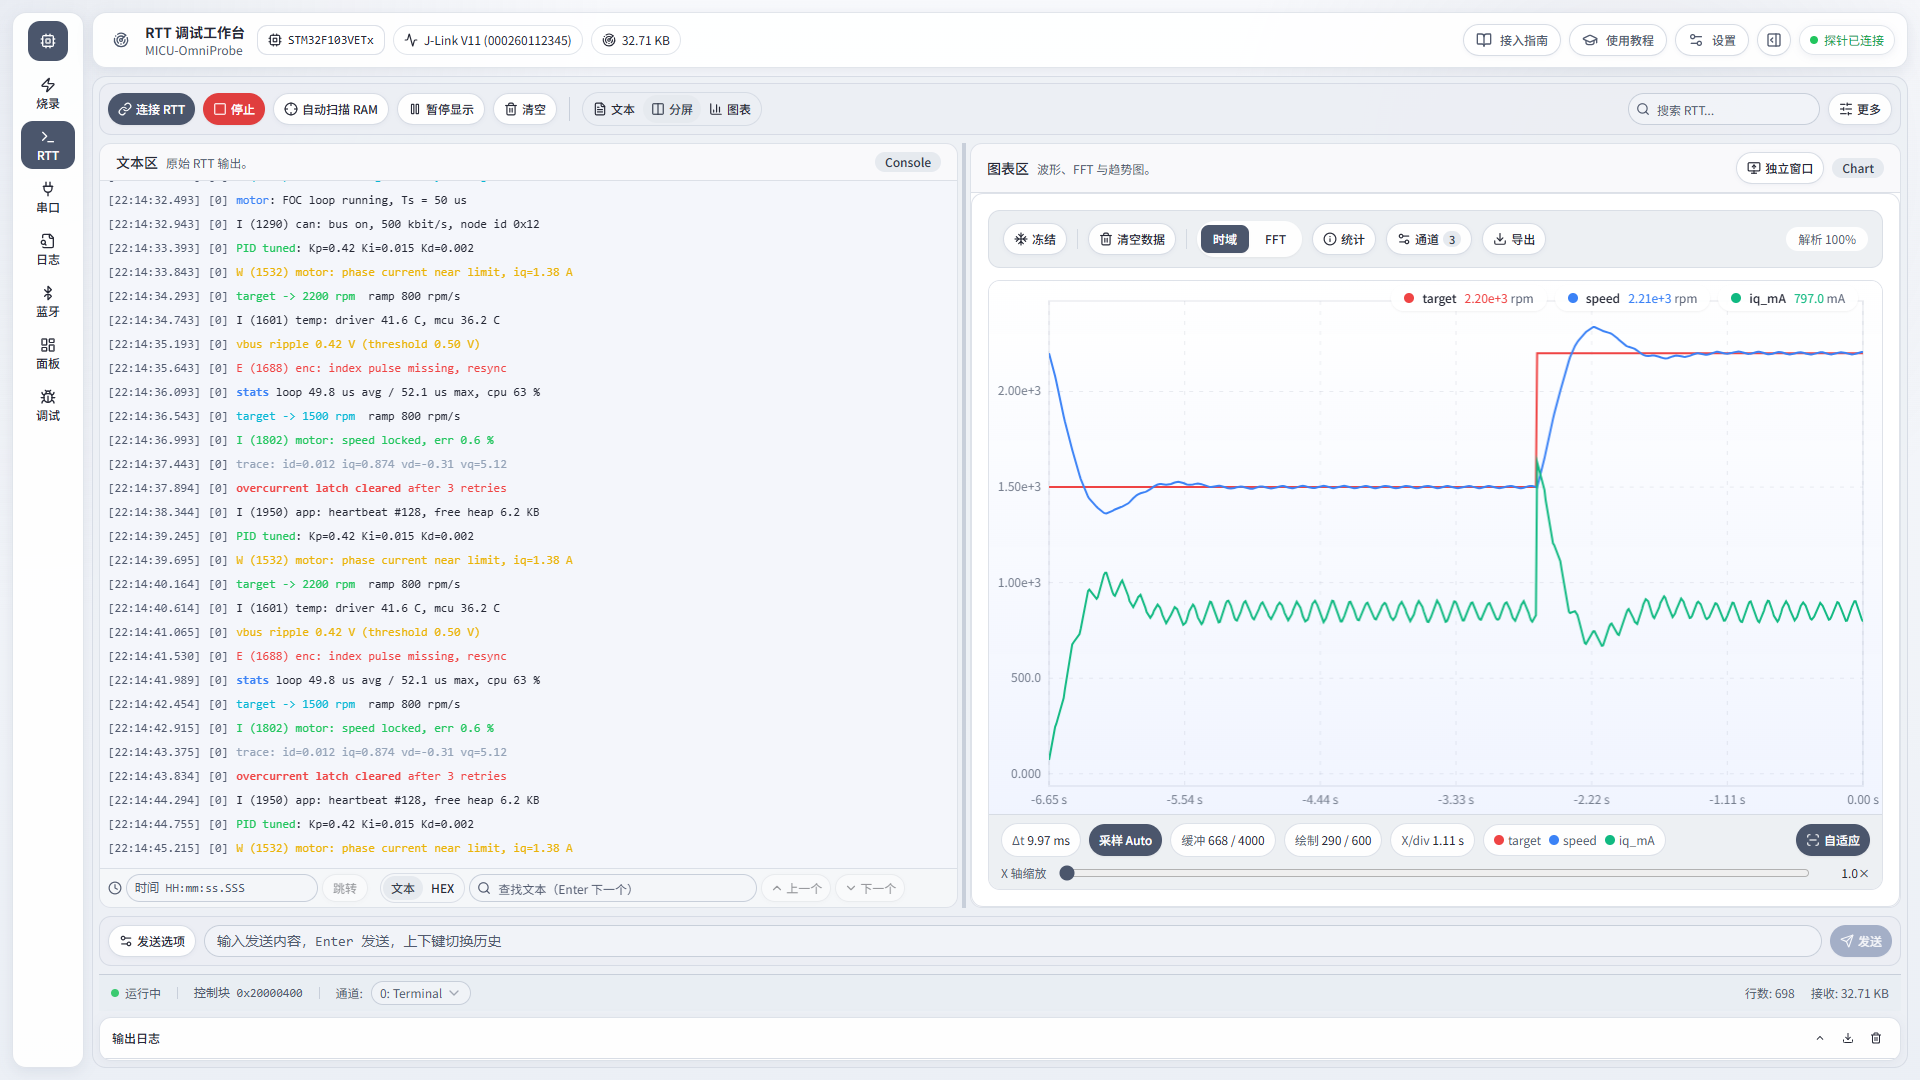 RTT 调试工作台
MICU-OmniProbe
STM32F103VETx
J-Link V11 (000260112345)
32.71 KB
接入指南
使用教程
设置
探针已连接
烧录
RTT
串口
日志
蓝牙
面板
调试
连接 RTT
停止
自动扫描 RAM
暂停显示
清空
文本
分屏
图表
搜索 RTT...
更多
文本区 原始 RTT 输出。
Console
[22:14:32.493] [0] motor: FOC loop running, Ts = 50 us
[22:14:32.943] [0] I (1290) can: bus on, 500 kbit/s, node id 0x12
[22:14:33.393] [0] PID tuned: Kp=0.42 Ki=0.015 Kd=0.002
[22:14:33.843] [0] W (1532) motor: phase current near limit, iq=1.38 A
[22:14:34.293] [0] target -> 2200 rpm  ramp 800 rpm/s
[22:14:34.743] [0] I (1601) temp: driver 41.6 C, mcu 36.2 C
[22:14:35.193] [0] vbus ripple 0.42 V (threshold 0.50 V)
[22:14:35.643] [0] E (1688) enc: index pulse missing, resync
[22:14:36.093] [0] stats loop 49.8 us avg / 52.1 us max, cpu 63 %
[22:14:36.543] [0] target -> 1500 rpm  ramp 800 rpm/s
[22:14:36.993] [0] I (1802) motor: speed locked, err 0.6 %
[22:14:37.443] [0] trace: id=0.012 iq=0.874 vd=-0.31 vq=5.12
[22:14:37.894] [0] overcurrent latch cleared after 3 retries
[22:14:38.344] [0] I (1950) app: heartbeat #128, free heap 6.2 KB
[22:14:39.245] [0] PID tuned: Kp=0.42 Ki=0.015 Kd=0.002
[22:14:39.695] [0] W (1532) motor: phase current near limit, iq=1.38 A
[22:14:40.164] [0] target -> 2200 rpm  ramp 800 rpm/s
[22:14:40.614] [0] I (1601) temp: driver 41.6 C, mcu 36.2 C
[22:14:41.065] [0] vbus ripple 0.42 V (threshold 0.50 V)
[22:14:41.530] [0] E (1688) enc: index pulse missing, resync
[22:14:41.989] [0] stats loop 49.8 us avg / 52.1 us max, cpu 63 %
[22:14:42.454] [0] target -> 1500 rpm  ramp 800 rpm/s
[22:14:42.915] [0] I (1802) motor: speed locked, err 0.6 %
[22:14:43.375] [0] trace: id=0.012 iq=0.874 vd=-0.31 vq=5.12
[22:14:43.834] [0] overcurrent latch cleared after 3 retries
[22:14:44.294] [0] I (1950) app: heartbeat #128, free heap 6.2 KB
[22:14:44.755] [0] PID tuned: Kp=0.42 Ki=0.015 Kd=0.002
[22:14:45.215] [0] W (1532) motor: phase current near limit, iq=1.38 A
时间 HH:mm:ss.SSS
跳转
文本
HEX
查找文本（Enter 下一个）
上一个
下一个
图表区 波形、FFT 与趋势图。
独立窗口
Chart
冻结
清空数据
时域
FFT
统计
通道 3
导出
解析 100%
target 2.20e+3 rpm
speed 2.21e+3 rpm
iq_mA 797.0 mA
2.00e+3
1.50e+3
1.00e+3
500.0
0.000
-6.65 s
-5.54 s
-4.44 s
-3.33 s
-2.22 s
-1.11 s
0.00 s
Δt 9.97 ms
采样 Auto
缓冲 668 / 4000
绘制 290 / 600
X/div 1.11 s
target
speed
iq_mA
自适应
X 轴缩放
1.0×
发送选项
输入发送内容, Enter 发送, 上下键切换历史
发送
运行中
控制块 0x20000400
通道:
0: Terminal
行数: 698
接收: 32.71 KB
输出日志